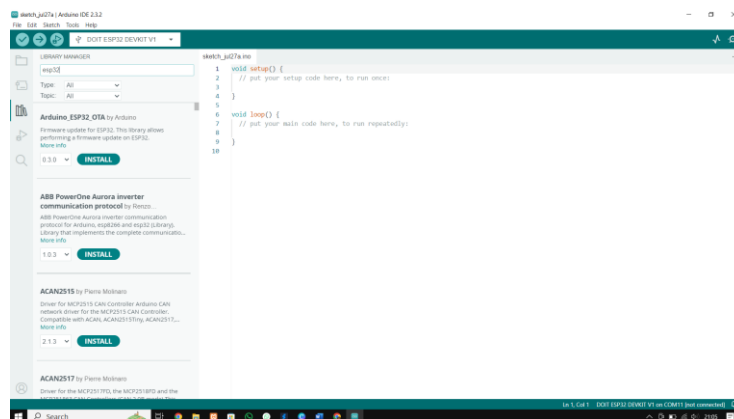 sketch_jul27a | Arduino IDE 2.3.2
File Edit Sketch Tools Help
DOIT ESP32 DEVKIT V1
LIBRARY MANAGER
esp32
Type: All
Topic: All
Arduino_ESP32_OTA by Arduino
Firmware update for ESP32. This library allows
performing a firmware update on ESP32.
More info
0.3.0 INSTALL
ABB PowerOne Aurora inverter
communication protocol by Renzo...
ABB PowerOne Aurora inverter communication
protocol for Arduino, esp8266 and esp32 (Library).
Library that implements the complete communicatio...
More info
1.0.3 INSTALL
ACAN2515 by Pierre Molinaro
Driver for MCP2515 CAN Controller Arduino CAN
network driver for the MCP2515 CAN Controller.
Compatible with ACAN, ACAN2515Tiny, ACAN2517,...
More info
2.1.3 INSTALL
ACAN2517 by Pierre Molinaro
Driver for the MCP2517FD, the MCP2518FD and the
sketch_jul27a.ino
1 void setup() {
2 // put your setup code here, to run once:
3
4 }
5
6 void loop() {
7 // put your main code here, to run repeatedly:
8
9 }
10
Ln 1, Col 1 DOIT ESP32 DEVKIT V1 on COM11 [not connected]
Search
21:05